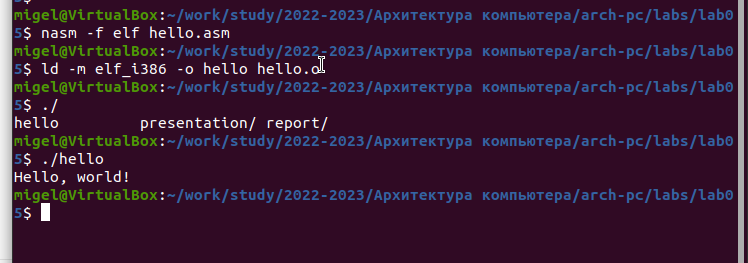 migel@VirtualBox:~/work/study/2022-2023/Архитектура компьютера/arch-pc/labs/lab0
5$ nasm -f elf hello.asm
migel@VirtualBox:~/work/study/2022-2023/Архитектура компьютера/arch-pc/labs/lab0
5$ ld -m elf_i386 -o hello hello.o
migel@VirtualBox:~/work/study/2022-2023/Архитектура компьютера/arch-pc/labs/lab0
5$ ./
hello         presentation/ report/
migel@VirtualBox:~/work/study/2022-2023/Архитектура компьютера/arch-pc/labs/lab0
5$ ./hello
Hello, world!
migel@VirtualBox:~/work/study/2022-2023/Архитектура компьютера/arch-pc/labs/lab0
5$